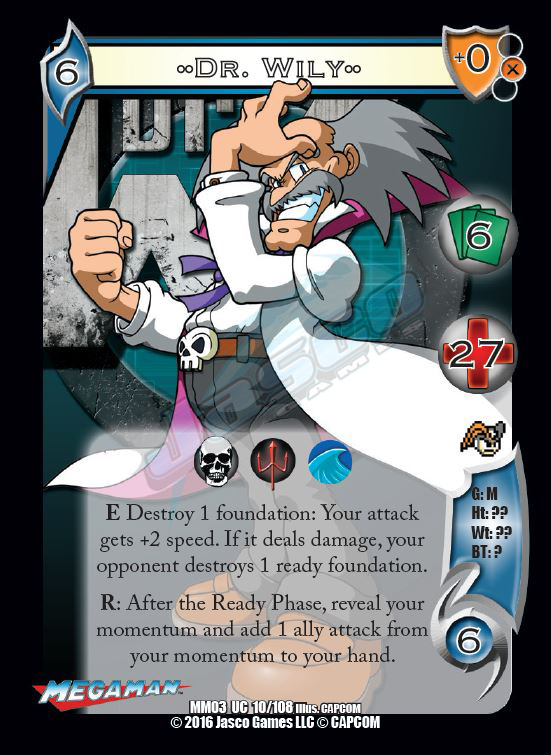 6
∞DR. WILY∞
+0
6
27
G: M
Ht: ??
Wt: ??
BT: ?
E Destroy 1 foundation: Your attack
gets +2 speed. If it deals damage, your
opponent destroys 1 ready foundation.
R: After the Ready Phase, reveal your
momentum and add 1 ally attack from
your momentum to your hand.
6
MEGAMAN™
MM03 UC 10/108 Illus. CAPCOM
© 2016 Jasco Games LLC © CAPCOM
Jasco
GAMES